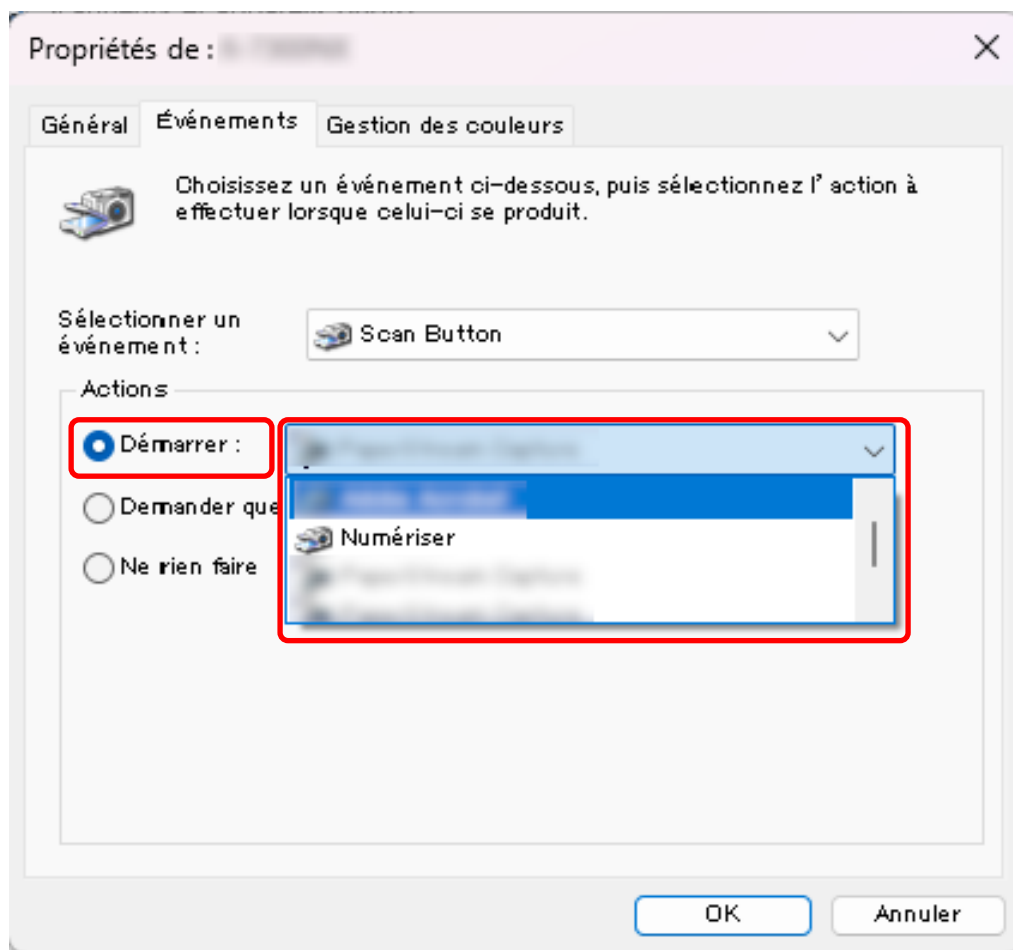 Propriétés de :
Général
Événements
Gestion des couleurs
Choisissez un événement ci-dessous, puis sélectionnez l’action à
effectuer lorsque celui-ci se produit.
Sélectionner un
événement :
Scan Button
Actions
Démarrer :
Demander que
Numériser
Ne rien faire
OK
Annuler